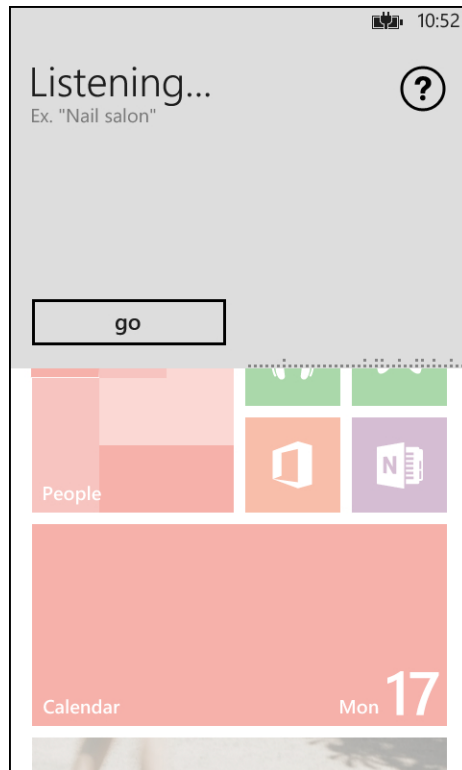 10:52
Listening...
Ex. "Nail salon"
?
go
People
N
Calendar
Mon 17